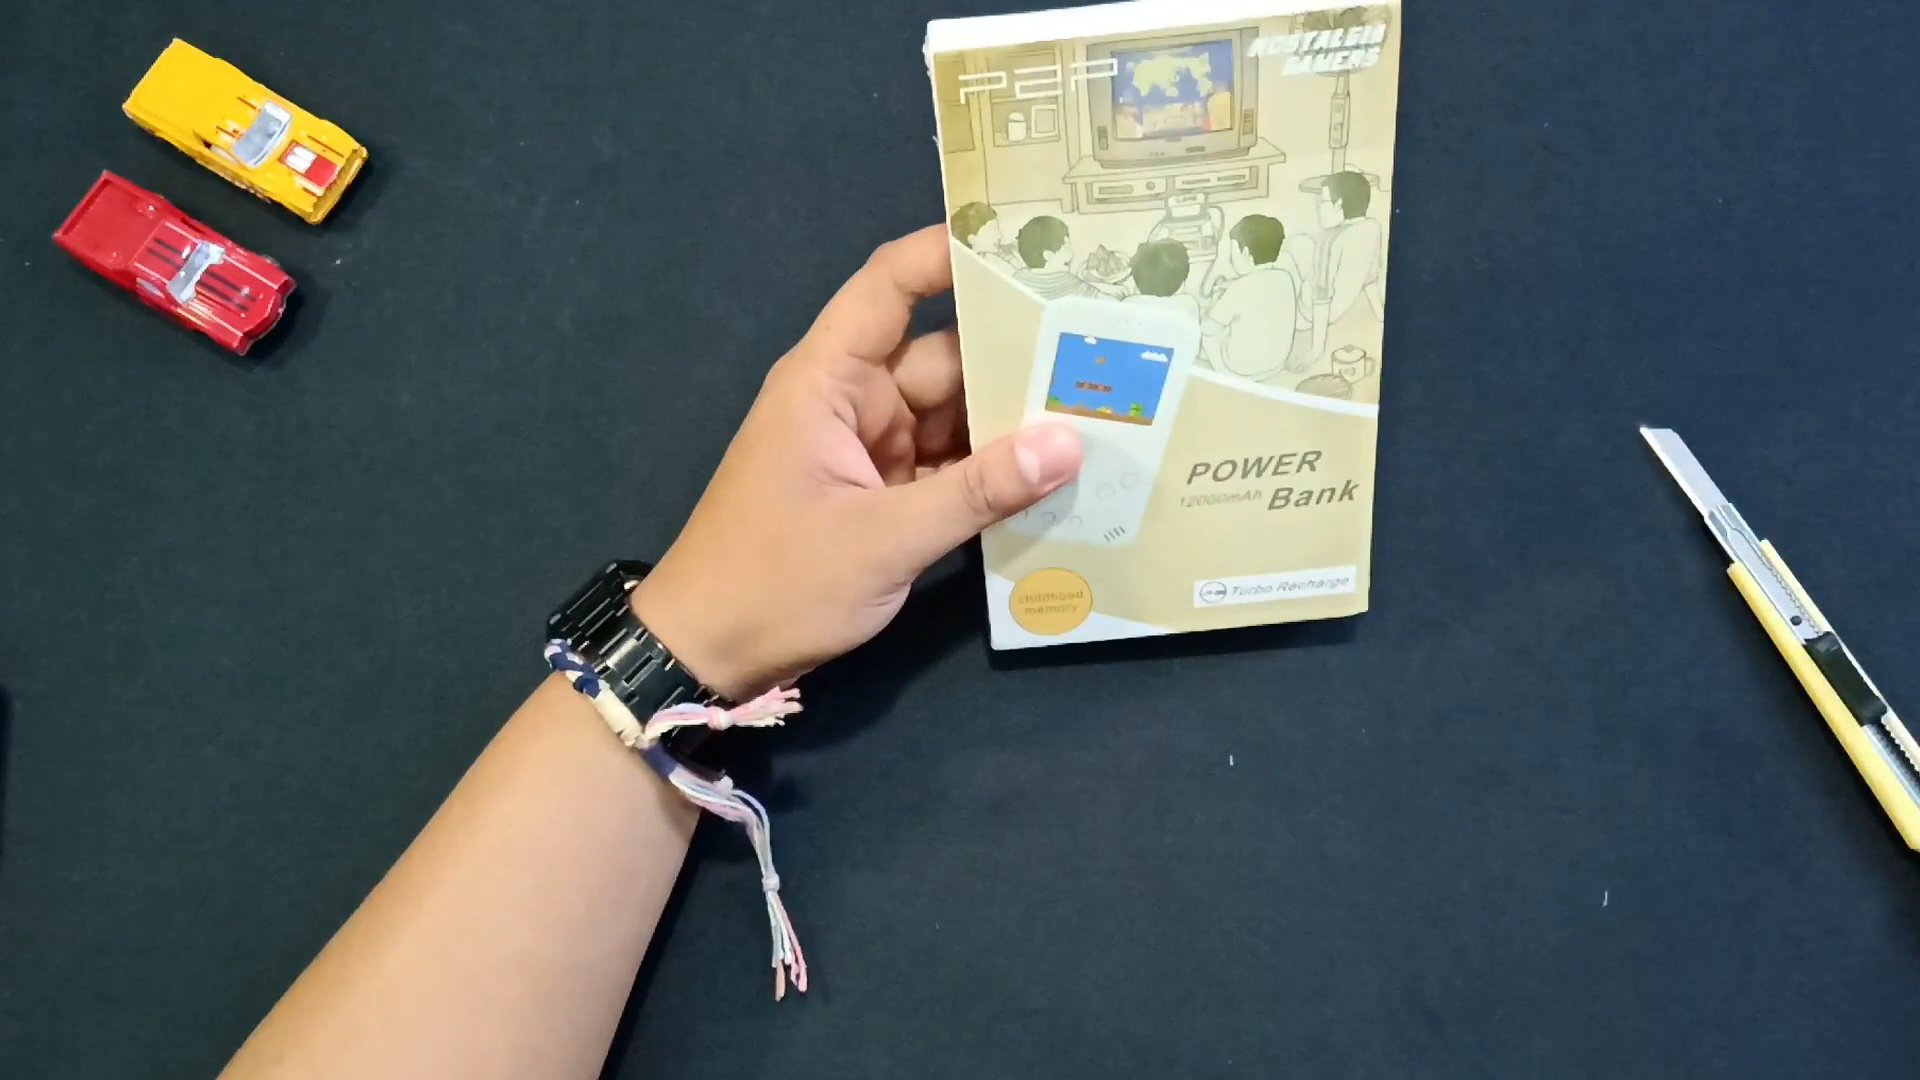 P2P
NOSTALGIA
GAMERS
POWER
12000mAh Bank
Turbo Recharge
childhood
memory